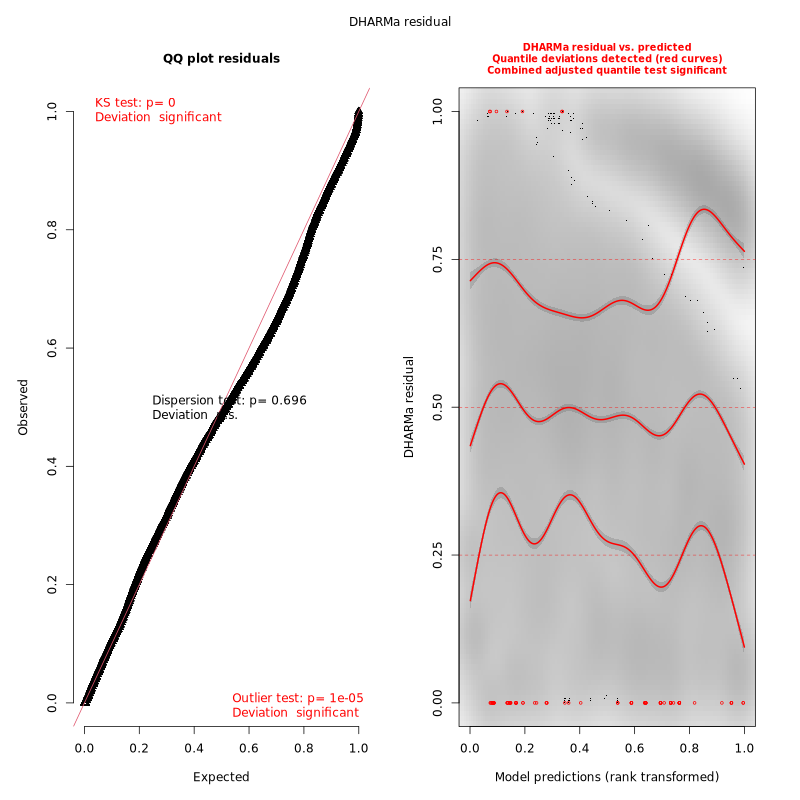 DHARMa residual
QQ plot residuals
KS test: p= 0
Deviation significant
Dispersion test: p= 0.696
Deviation n.s.
Outlier test: p= 1e-05
Deviation significant
Observed
0.0
0.2
0.4
0.6
0.8
1.0
0.0 0.2 0.4 0.6 0.8 1.0
Expected
DHARMa residual vs. predicted
Quantile deviations detected (red curves)
Combined adjusted quantile test significant
DHARMa residual
0.00
0.25
0.50
0.75
1.00
0.0 0.2 0.4 0.6 0.8 1.0
Model predictions (rank transformed)